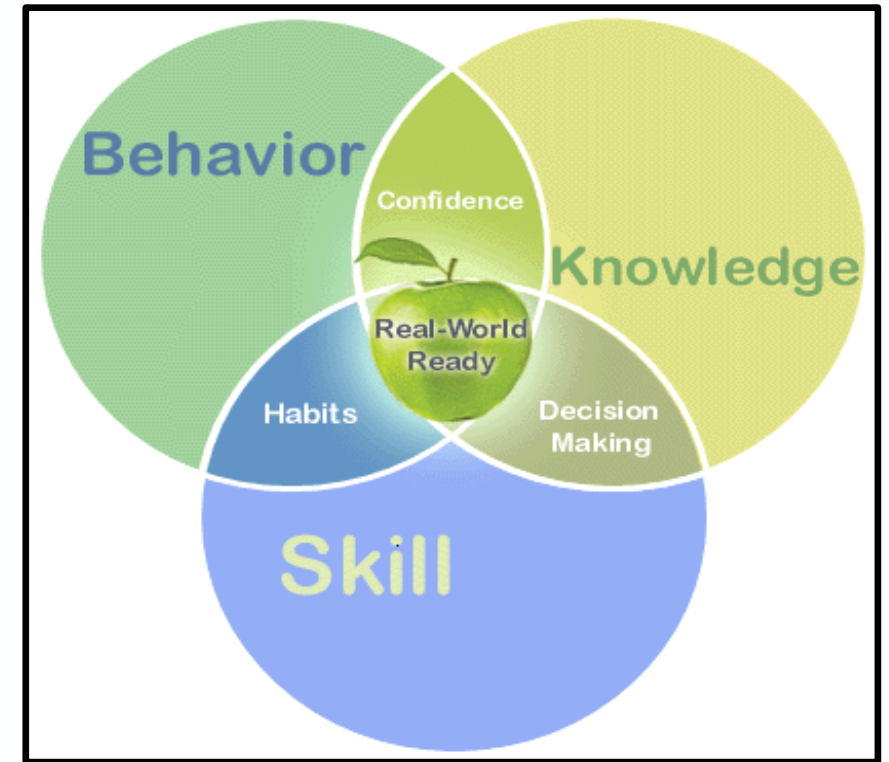 Behavior
Confidence
Knowledge
Real-World
Ready
Habits
Decision
Making
Skill